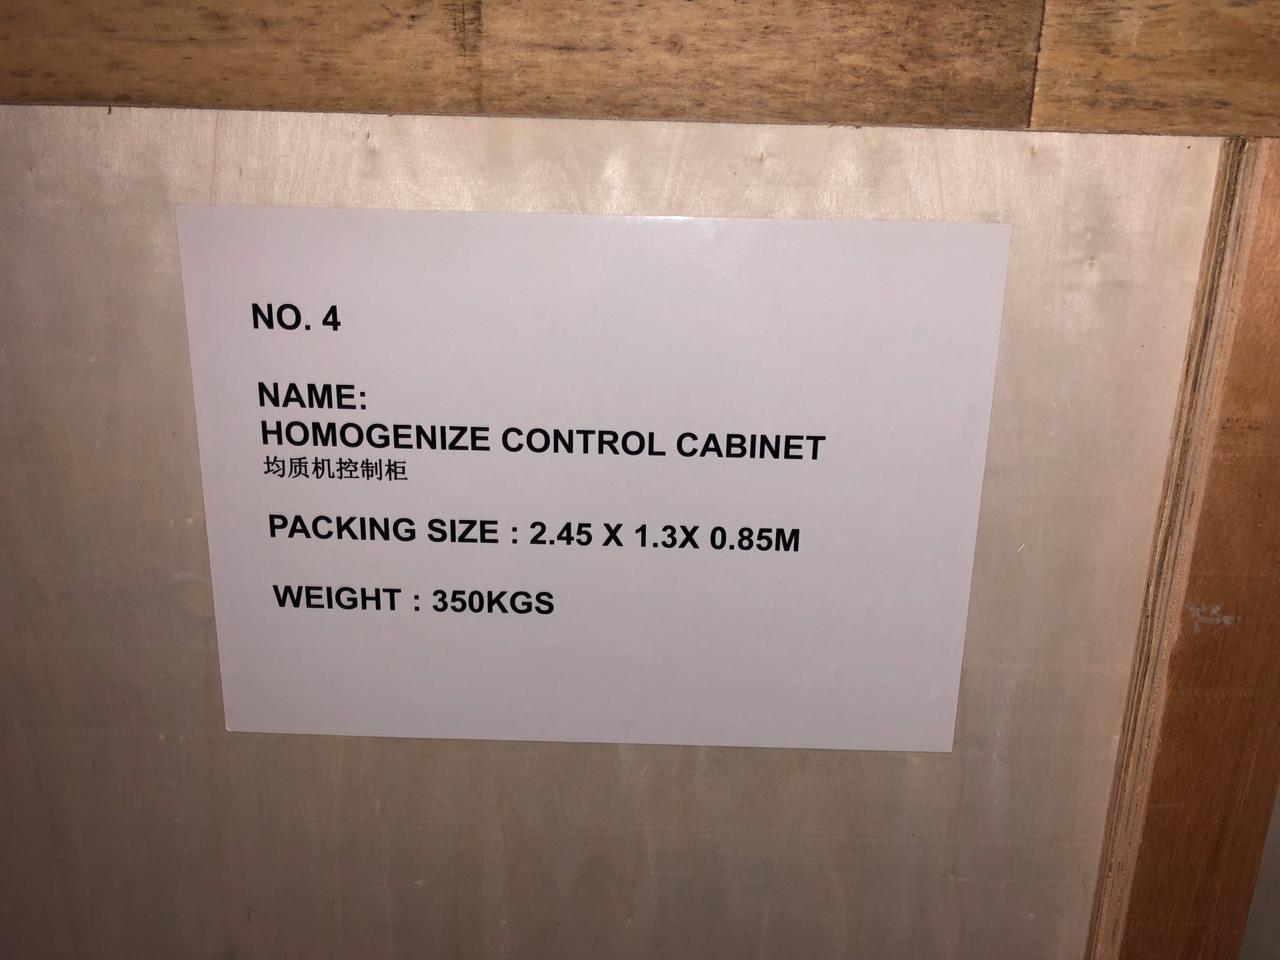 NO. 4
NAME:
HOMOGENIZE CONTROL CABINET
均质机控制柜
PACKING SIZE : 2.45 X 1.3X 0.85M
WEIGHT : 350KGS